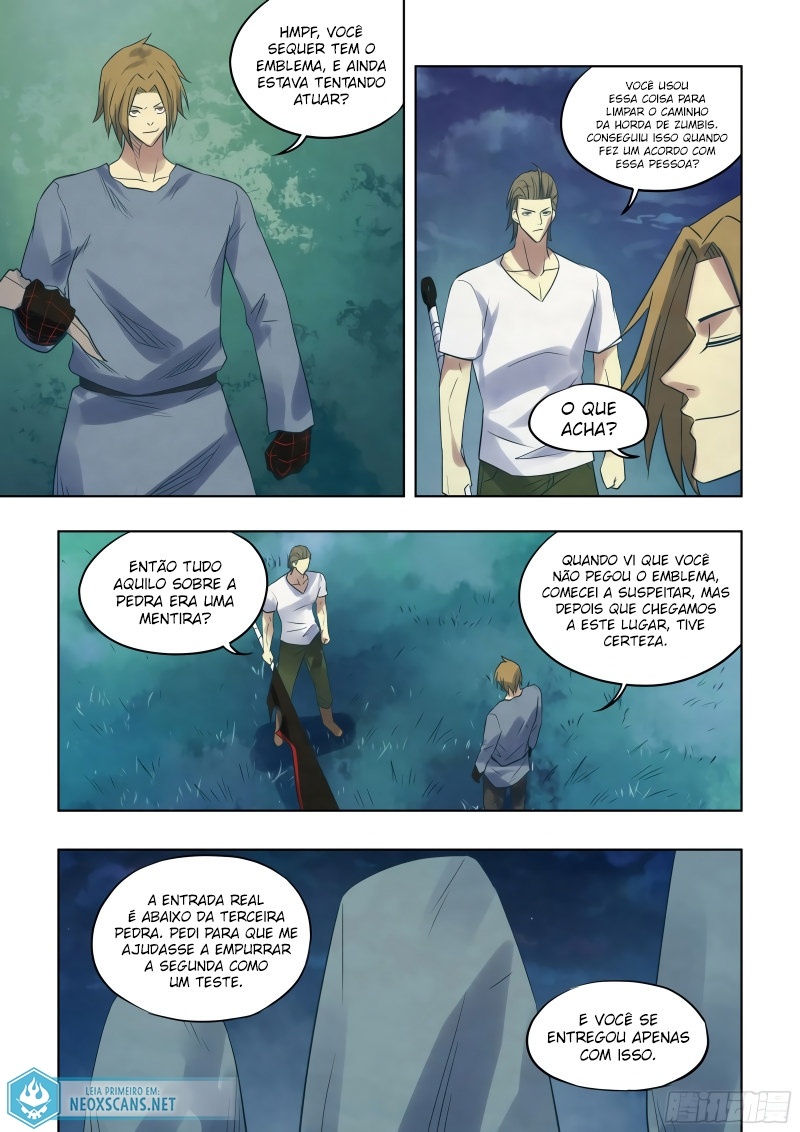 HMPF, VOCÊ
SEQUER TEM O
EMBLEMA, E AINDA
ESTAVA TENTANDO
ATUAR?
VOCÊ USOU
ESSA COISA PARA
LIMPAR O CAMINHO
DA HORDA DE ZUMBIS.
CONSEGUIU ISSO QUANDO
FEZ UM ACORDO COM
ESSA PESSOA?
O QUE
ACHA?
ENTÃO TUDO
AQUILO SOBRE A
PEDRA ERA UMA
MENTIRA?
QUANDO VI QUE VOCÊ
NÃO PEGOU O EMBLEMA,
COMECEI A SUSPEITAR, MAS
DEPOIS QUE CHEGAMOS
A ESTE LUGAR, TIVE
CERTEZA.
A ENTRADA REAL
É ABAIXO DA TERCEIRA
PEDRA. PEDI PARA QUE ME
AJUDASSE A EMPURRAR
A SEGUNDA COMO
UM TESTE.
E VOCÊ SE
ENTREGOU APENAS
COM ISSO.
LEIA PRIMEIRO EM:
NEOXSCANS.NET
腾讯动漫